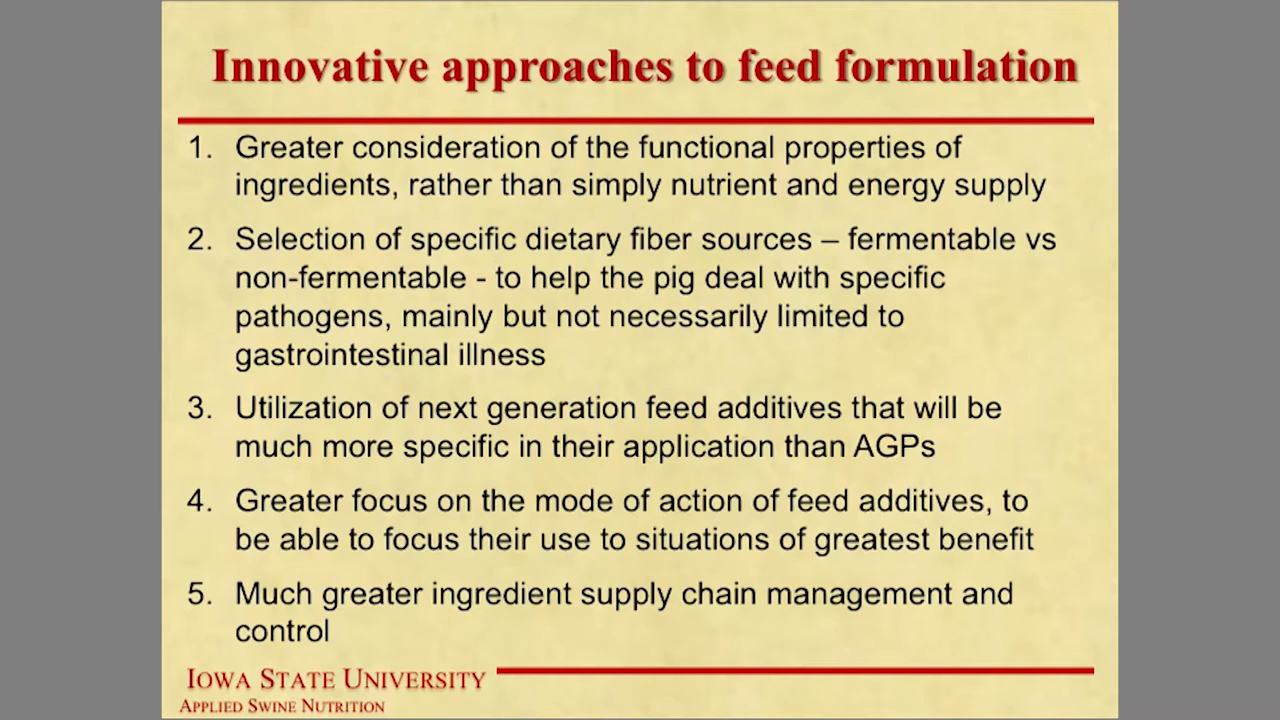 Innovative approaches to feed formulation
1. Greater consideration of the functional properties of
ingredients, rather than simply nutrient and energy supply
2. Selection of specific dietary fiber sources – fermentable vs
non-fermentable - to help the pig deal with specific
pathogens, mainly but not necessarily limited to
gastrointestinal illness
3. Utilization of next generation feed additives that will be
much more specific in their application than AGPs
4. Greater focus on the mode of action of feed additives, to
be able to focus their use to situations of greatest benefit
5. Much greater ingredient supply chain management and
control
IOWA STATE UNIVERSITY
APPLIED SWINE NUTRITION